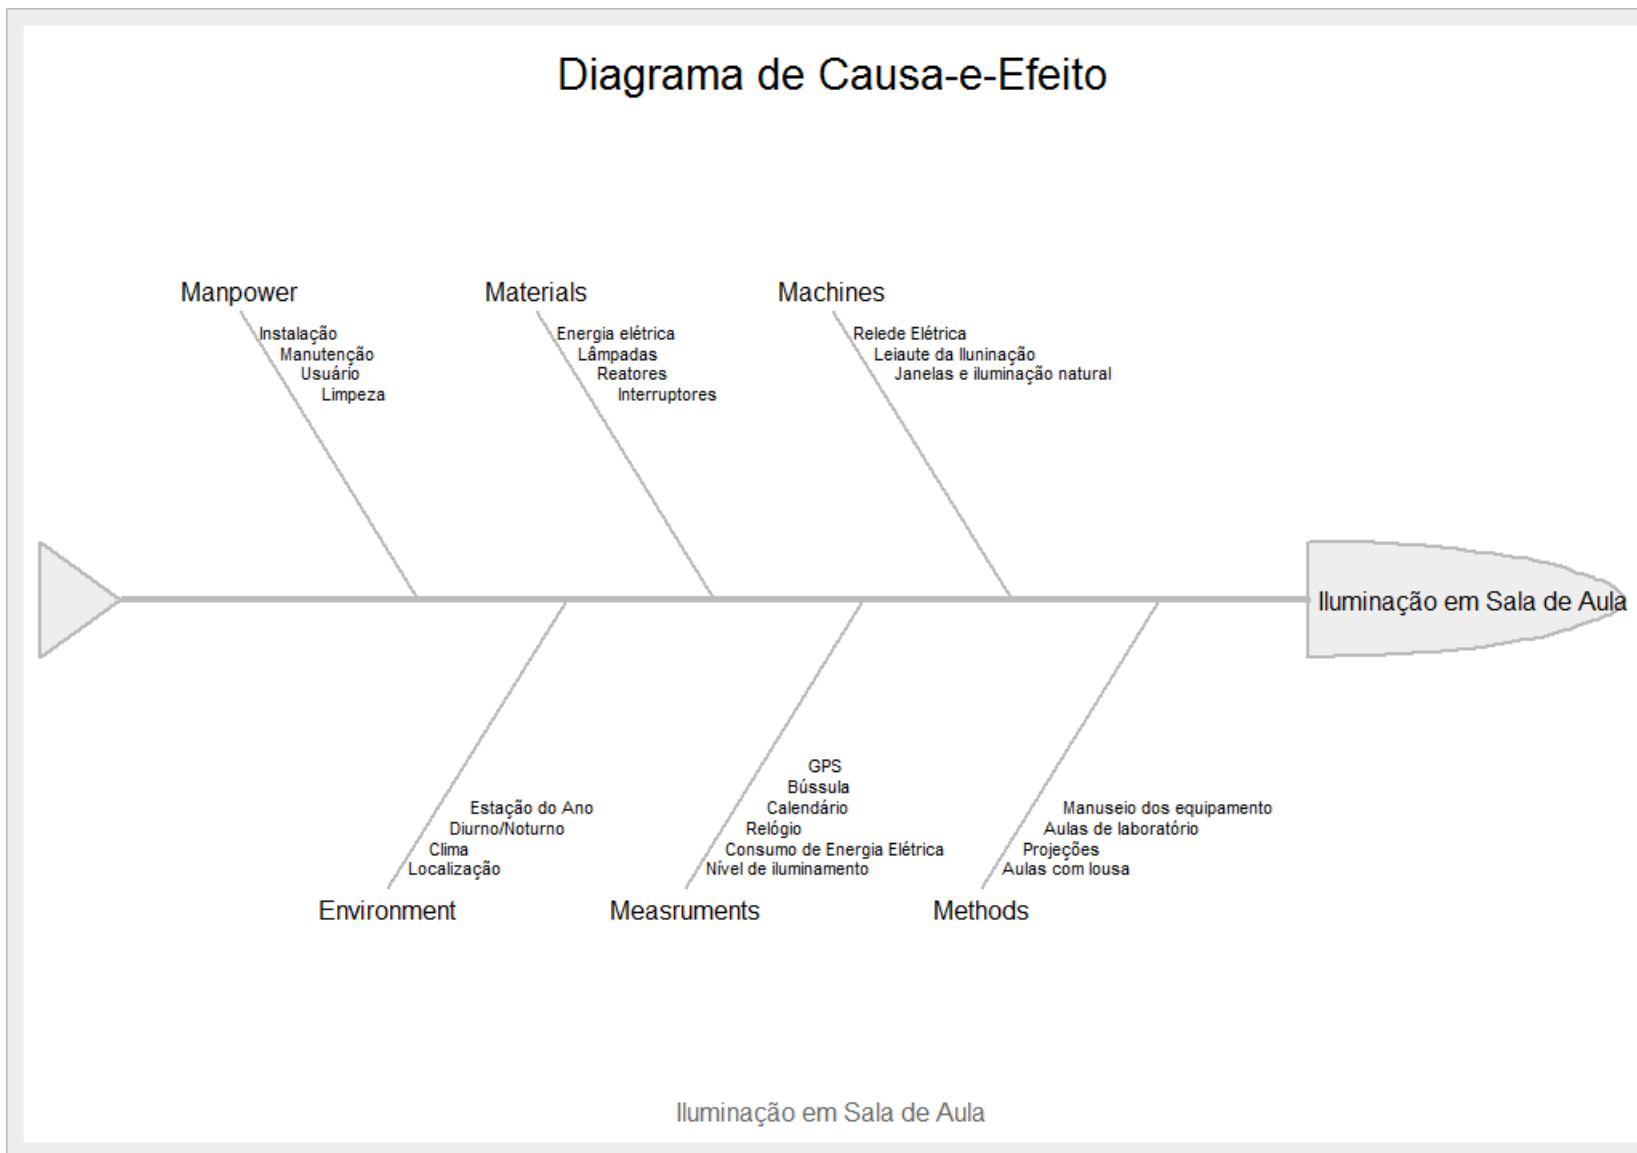 Diagrama de Causa-e-Efeito
Manpower
Instalação
Manutenção
Usuário
Limpeza
Materials
Energia elétrica
Lâmpadas
Reatores
Interruptores
Machines
Relede Elétrica
Leiaute da Iluninação
Janelas e iluminação natural
Iluminação em Sala de Aula
Estação do Ano
Diurno/Noturno
Clima
Localização
Environment
GPS
Bússula
Calendário
Relógio
Consumo de Energia Elétrica
Nível de iluminamento
Measruments
Manuseio dos equipamento
Aulas de laboratório
Projeções
Aulas com lousa
Methods
Iluminação em Sala de Aula